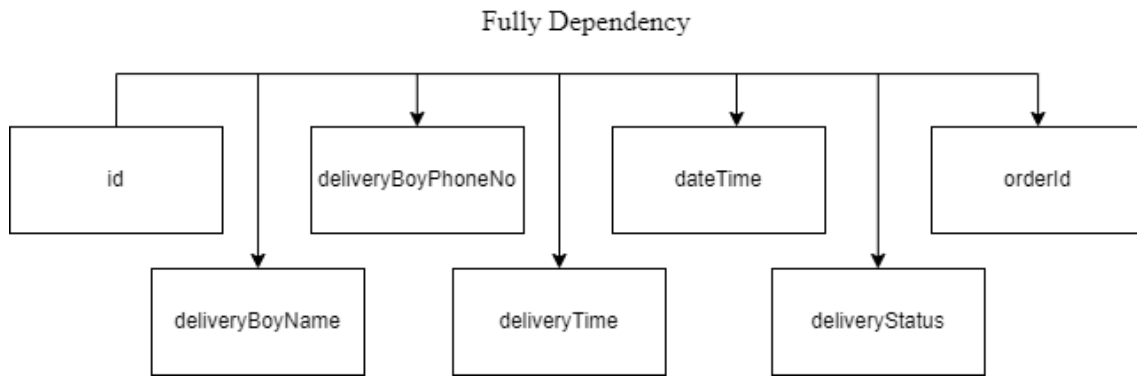 Fully Dependency
id
deliveryBoyPhoneNo
dateTime
orderId
deliveryBoyName
deliveryTime
deliveryStatus